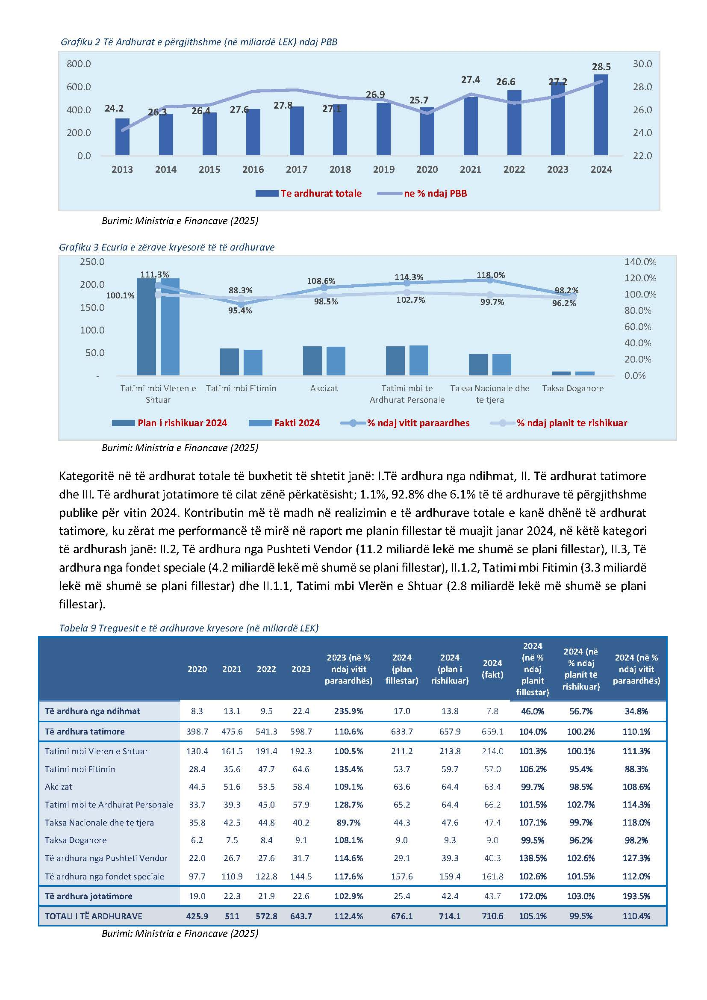 Grafiku 2 Të Ardhurat e përgjithshme (në miliardë LEK) ndaj PBB
800.0
600.0
400.0
200.0
0.0
30.0
28.0
26.0
24.0
22.0
24.2 26.3 26.4 27.6 27.8 27.1 26.9 25.7 27.4 26.6 27.2 28.5
2013 2014 2015 2016 2017 2018 2019 2020 2021 2022 2023 2024
Te ardhurat totale ne % ndaj PBB
Burimi: Ministria e Financave (2025)
Grafiku 3 Ecuria e zërave kryesorë të të ardhurave
250.0
200.0
150.0
100.0
50.0
-
140.0%
120.0%
100.0%
80.0%
60.0%
40.0%
20.0%
0.0%
111.3% 88.3% 108.6% 114.3% 118.0% 98.2%
100.1% 95.4% 98.5% 102.7% 99.7% 96.2%
Tatimi mbi Vleren e Shtuar
Tatimi mbi Fitimin
Akcizat
Tatimi mbi te Ardhurat Personale
Taksa Nacionale dhe te tjera
Taksa Doganore
Plan i rishikuar 2024 Fakti 2024 % ndaj vitit paraardhes % ndaj planit te rishikuar
Burimi: Ministria e Financave (2025)
Kategoritë në të ardhurat totale të buxhetit të shtetit janë: I.Të ardhura nga ndihmat, II. Të ardhurat tatimore
dhe III. Të ardhurat jotatimore të cilat zënë përkatësisht; 1.1%, 92.8% dhe 6.1% të të ardhurave të përgjithshme
publike për vitin 2024. Kontributin më të madh në realizimin e të ardhurave totale e kanë dhënë të ardhurat
tatimore, ku zërat me performancë të mirë në raport me planin fillestar të muajit janar 2024, në këtë kategori
të ardhurash janë: II.2, Të ardhura nga Pushteti Vendor (11.2 miliardë lekë me shumë se plani fillestar), II.3, Të
ardhura nga fondet speciale (4.2 miliardë lekë më shumë se plani fillestar), II.1.2, Tatimi mbi Fitimin (3.3 miliardë
lekë më shumë se plani fillestar) dhe II.1.1, Tatimi mbi Vlerën e Shtuar (2.8 miliardë lekë më shumë se plani
fillestar).
Tabela 9 Treguesit e të ardhurave kryesore (në miliardë LEK)
2020 2021 2022 2023 2023 (në % ndaj vitit paraardhës) 2024 (plan fillestar) 2024 (plan i rishikuar) 2024 (fakt) 2024 (në % ndaj planit fillestar) 2024 (në % ndaj planit të rishikuar) 2024 (në % ndaj vitit paraardhës)
Të ardhura nga ndihmat 8.3 13.1 9.5 22.4 235.9% 17.0 13.8 7.8 46.0% 56.7% 34.8%
Të ardhura tatimore 398.7 475.6 541.3 598.7 110.6% 633.7 657.9 659.1 104.0% 100.2% 110.1%
Tatimi mbi Vleren e Shtuar 130.4 161.5 191.4 192.3 100.5% 211.2 213.8 214.0 101.3% 100.1% 111.3%
Tatimi mbi Fitimin 28.4 35.6 47.7 64.6 135.4% 53.7 59.7 57.0 106.2% 95.4% 88.3%
Akcizat 44.5 51.6 53.5 58.4 109.1% 63.6 64.4 63.4 99.7% 98.5% 108.6%
Tatimi mbi te Ardhurat Personale 33.7 39.3 45.0 57.9 128.7% 65.2 64.4 66.2 101.5% 102.7% 114.3%
Taksa Nacionale dhe te tjera 35.8 42.5 44.8 40.2 89.7% 44.3 47.6 47.4 107.1% 99.7% 118.0%
Taksa Doganore 6.2 7.5 8.4 9.1 108.1% 9.0 9.3 9.0 99.5% 96.2% 98.2%
Të ardhura nga Pushteti Vendor 22.0 26.7 27.6 31.7 114.6% 29.1 39.3 40.3 138.5% 102.6% 127.3%
Të ardhura nga fondet speciale 97.7 110.9 122.8 144.5 117.6% 157.6 159.4 161.8 102.6% 101.5% 112.0%
Të ardhura jotatimore 19.0 22.3 21.9 22.6 102.9% 25.4 42.4 43.7 172.0% 103.0% 193.5%
TOTALI I TË ARDHURAVE 425.9 511 572.8 643.7 112.4% 676.1 714.1 710.6 105.1% 99.5% 110.4%
Burimi: Ministria e Financave (2025)